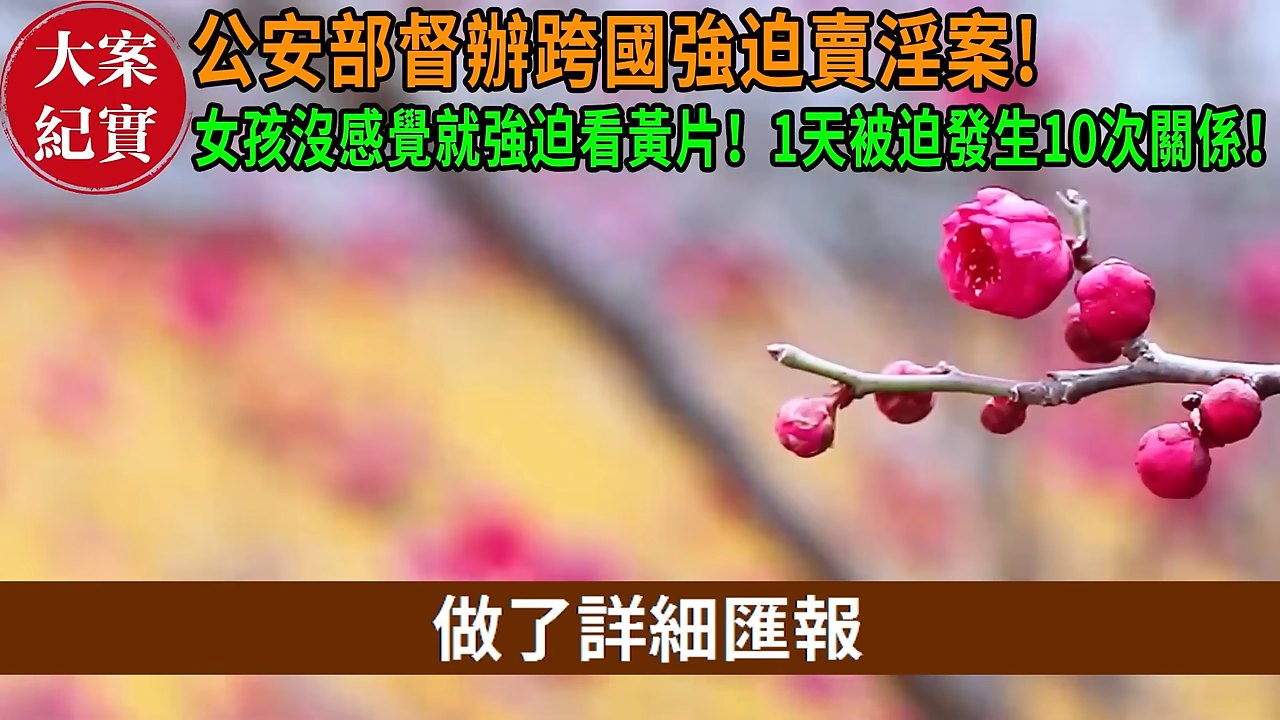 大案
紀實
公安部督辦跨國強迫賣淫案！
女孩沒感覺就強迫看黃片！1天被迫發生10次關係！
做了詳細匯報